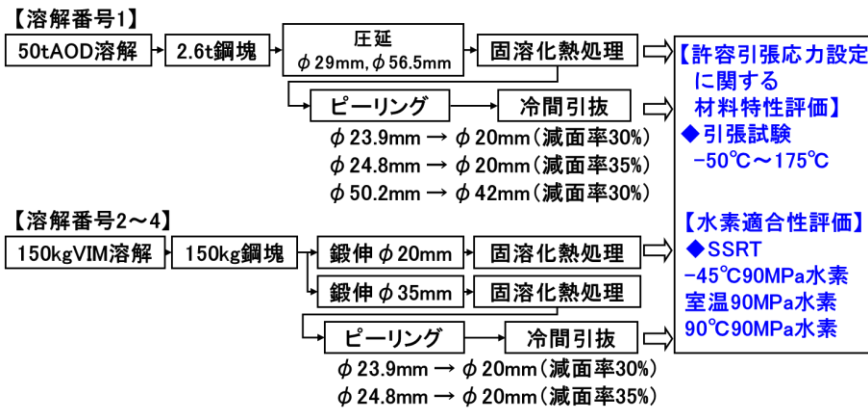 【溶解番号1】
50tAOD溶解
2.6t鋼塊
圧延
φ29mm,φ56.5mm
固溶化熱処理
ピーリング
冷間引抜
φ23.9mm → φ20mm(減面率30%)
φ24.8mm → φ20mm(減面率35%)
φ50.2mm → φ42mm(減面率30%)
【溶解番号2~4】
150kgVIM溶解
150kg鋼塊
鍛伸φ20mm
固溶化熱処理
鍛伸φ35mm
固溶化熱処理
ピーリング
冷間引抜
φ23.9mm → φ20mm(減面率30%)
φ24.8mm → φ20mm(減面率35%)
【許容引張応力設定
に関する
材料特性評価】
◆引張試験
-50℃~175℃
【水素適合性評価】
◆SSRT
-45℃90MPa水素
室温90MPa水素
90℃90MPa水素